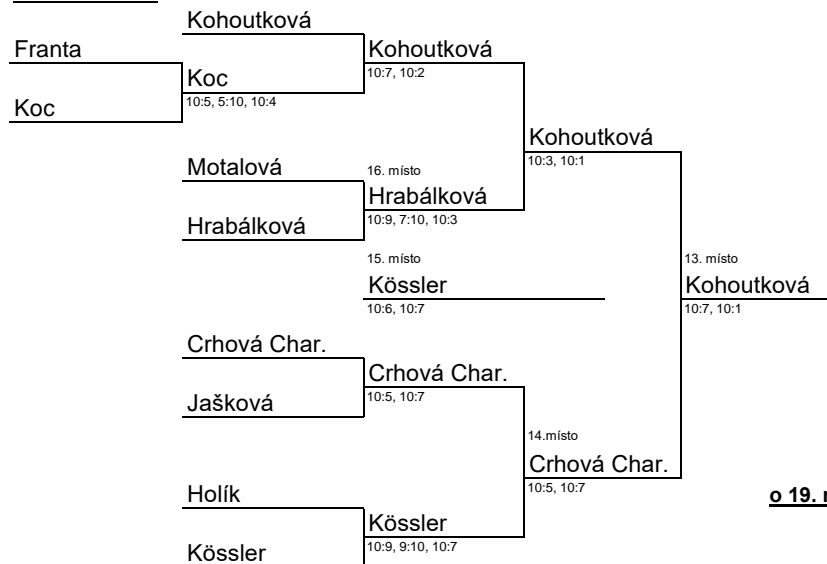 Kohoutková
Franta
Kohoutková
10:7, 10:2
Koc
10:5, 5:10, 10:4
Koc
Kohoutková
10:3, 10:1
Motalová
16. místo
Hrabálková
10:9, 7:10, 10:3
Hrabálková
15. místo
Kössler
10:6, 10:7
13. místo
Kohoutková
10:7, 10:1
Crhová Char.
Crhová Char.
10:5, 10:7
Jašková
14.místo
Crhová Char.
10:5, 10:7
Holík
o 19.
Kössler
10:9, 9:10, 10:7
Kössler